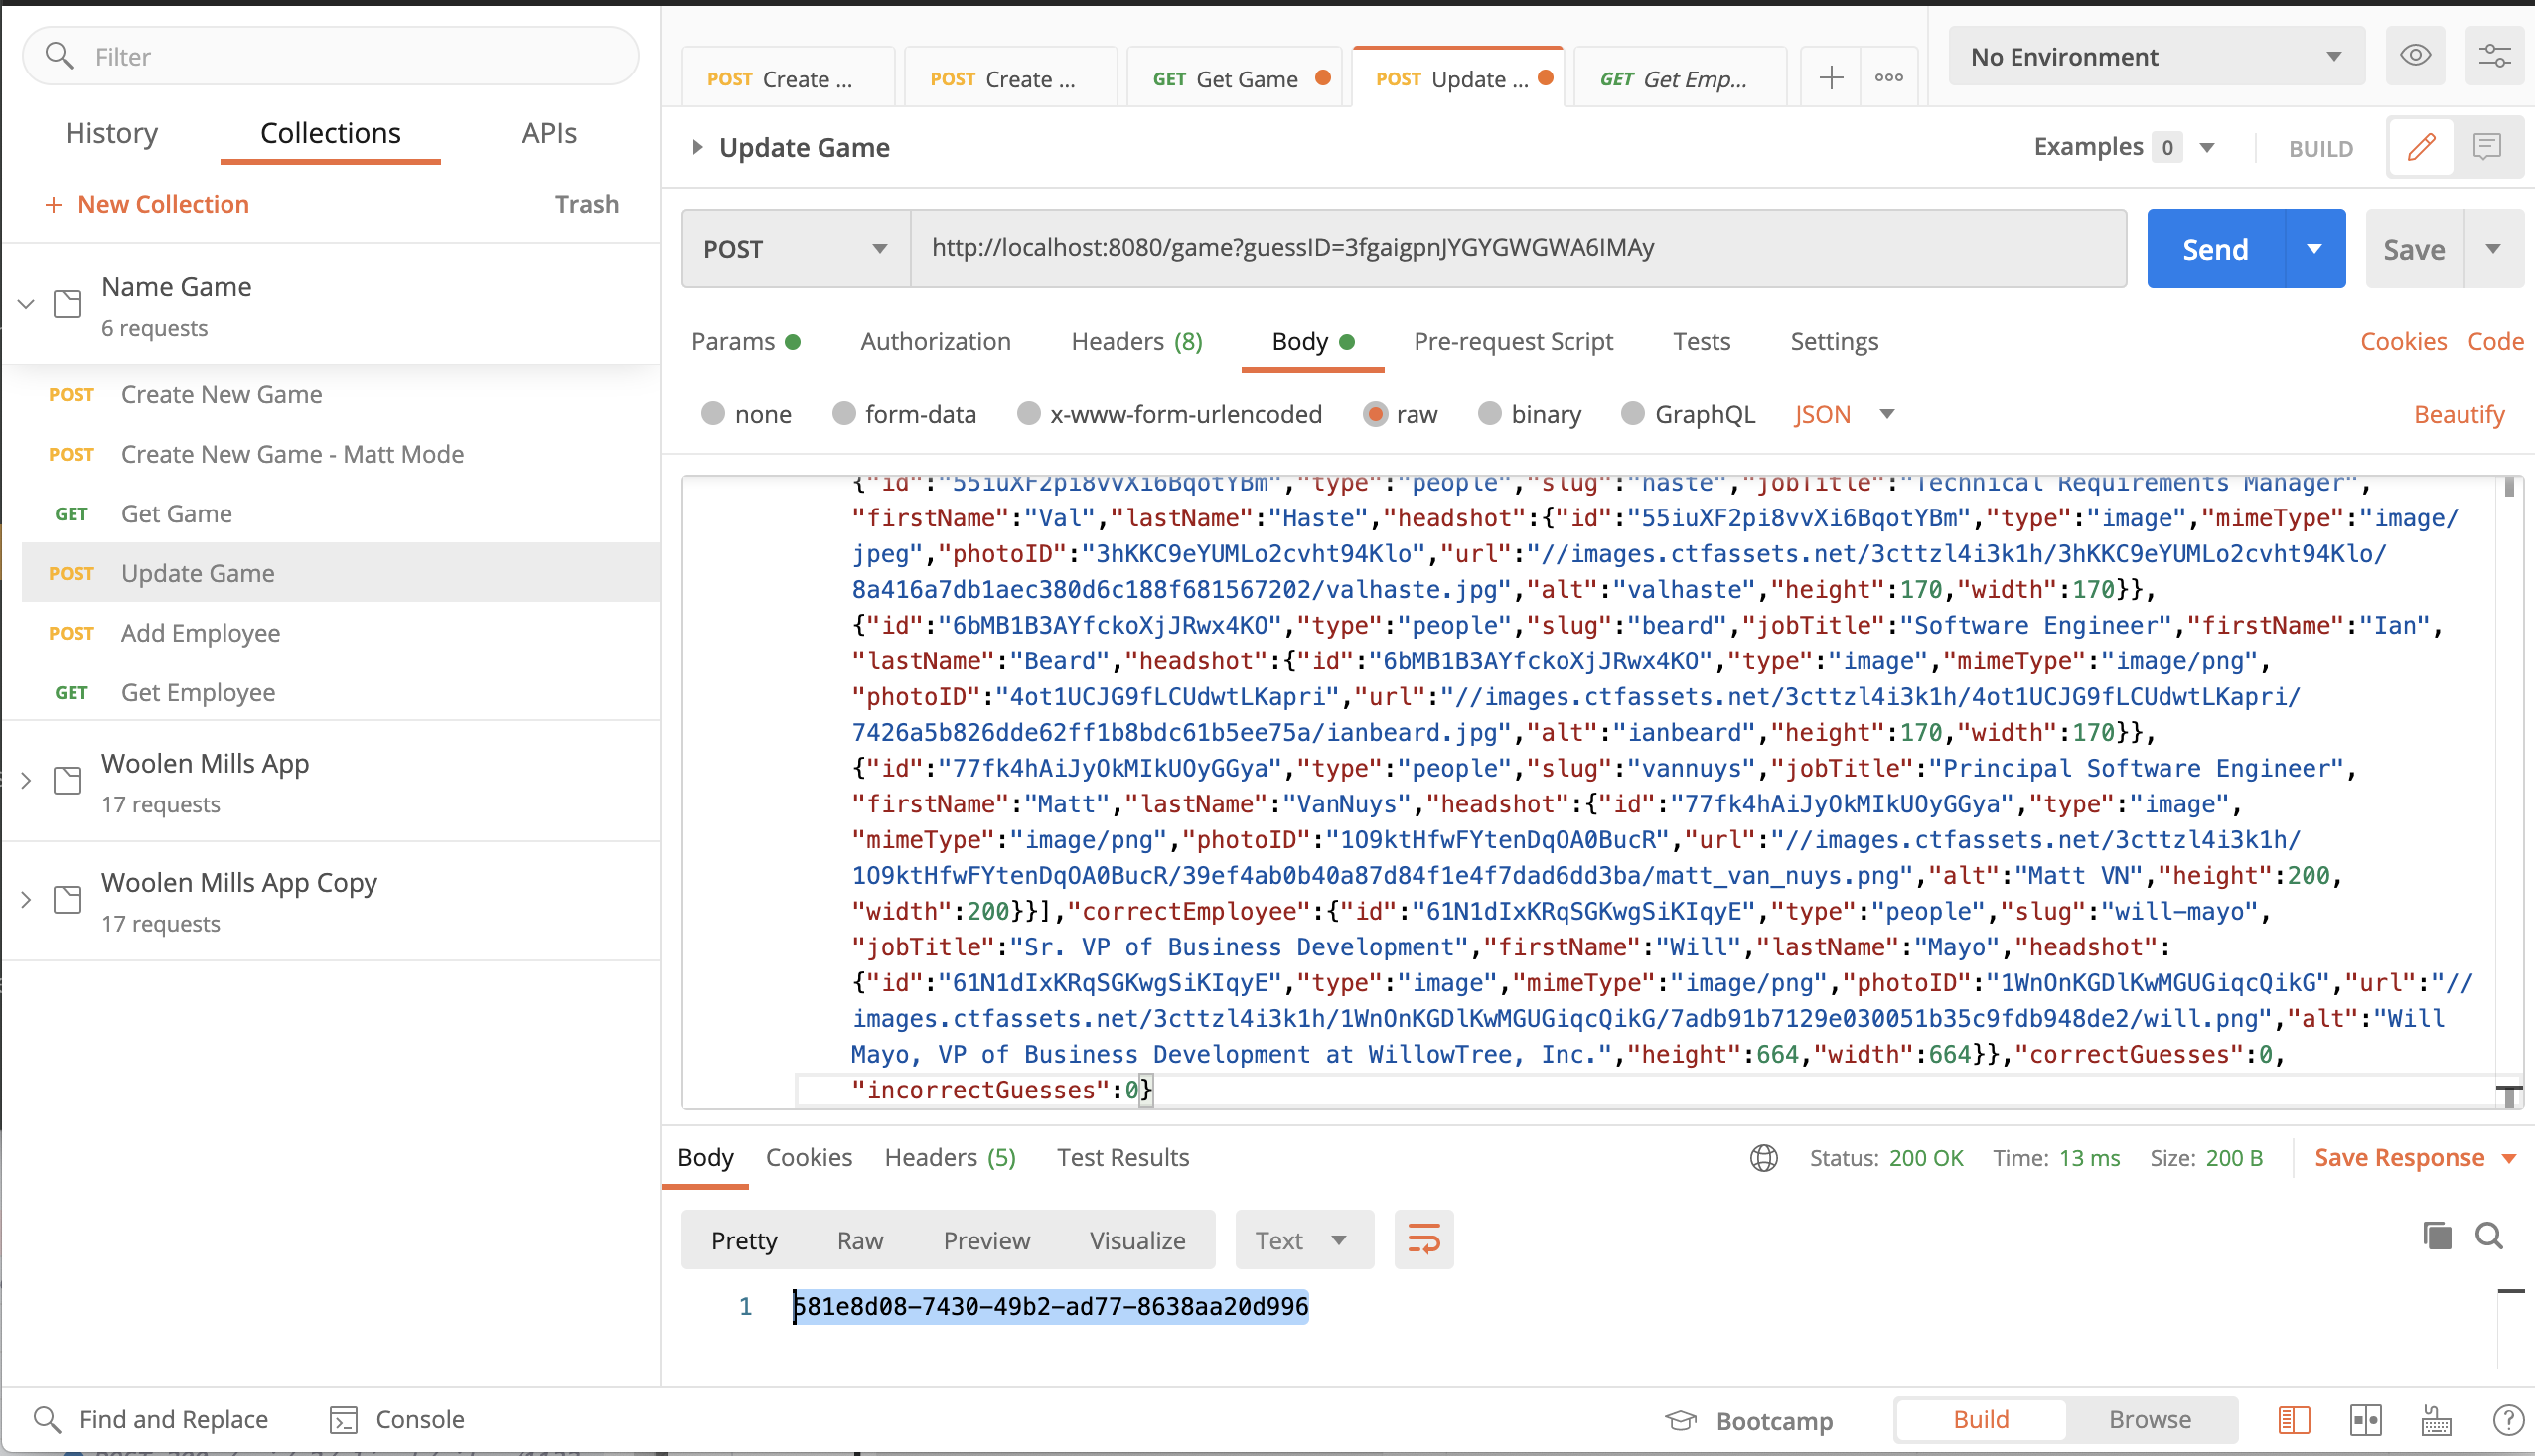 Filter
History Collections APIs
+ New Collection Trash
Name Game
6 requests
POST Create New Game
POST Create New Game - Matt Mode
GET Get Game
POST Update Game
POST Add Employee
GET Get Employee
Woolen Mills App
17 requests
Woolen Mills App Copy
17 requests
POST Create ... POST Create ... GET Get Game POST Update ... GET Get Emp... No Environment
Update Game Examples 0 BUILD
POST http://localhost:8080/game?guessID=3fgaigpnJYGYGWGWA6IMAy Send Save
Params Authorization Headers (8) Body Pre-request Script Tests Settings Cookies Code
none form-data x-www-form-urlencoded raw binary GraphQL JSON Beautify
{"id":"55iuXF2pi8vvXi6BqotYBm","type":"people","slug":"haste","jobTitle":"Technical Requirements Manager",
"firstName":"Val","lastName":"Haste","headshot":{"id":"55iuXF2pi8vvXi6BqotYBm","type":"image","mimeType":"image/
jpeg","photoID":"3hKKC9eYUMLo2cvht94Klo","url":"//images.ctfassets.net/3cttzl4i3k1h/3hKKC9eYUMLo2cvht94Klo/
8a416a7db1aec380d6c188f681567202/valhaste.jpg","alt":"valhaste","height":170,"width":170}},
{"id":"6bMB1B3AYfckoXjJRwx4KO","type":"people","slug":"beard","jobTitle":"Software Engineer","firstName":"Ian",
"lastName":"Beard","headshot":{"id":"6bMB1B3AYfckoXjJRwx4KO","type":"image","mimeType":"image/png",
"photoID":"4ot1UCJG9fLCUdwtLKapri","url":"//images.ctfassets.net/3cttzl4i3k1h/4ot1UCJG9fLCUdwtLKapri/
7426a5b826dde62ff1b8bdc61b5ee75a/ianbeard.jpg","alt":"ianbeard","height":170,"width":170}},
{"id":"77fk4hAiJyOkMIkUOyGGya","type":"people","slug":"vannuys","jobTitle":"Principal Software Engineer",
"firstName":"Matt","lastName":"VanNuys","headshot":{"id":"77fk4hAiJyOkMIkUOyGGya","type":"image",
"mimeType":"image/png","photoID":"1O9ktHfwFYtenDqOA0BucR","url":"//images.ctfassets.net/3cttzl4i3k1h/
1O9ktHfwFYtenDqOA0BucR/39ef4ab0b40a87d84f1e4f7dad6dd3ba/matt_van_nuys.png","alt":"Matt VN","height":200,
"width":200}}],"correctEmployee":{"id":"61N1dIxKRqSGKwgSiKIqyE","type":"people","slug":"will-mayo",
"jobTitle":"Sr. VP of Business Development","firstName":"Will","lastName":"Mayo","headshot":
{"id":"61N1dIxKRqSGKwgSiKIqyE","type":"image","mimeType":"image/png","photoID":"1WnOnKGDlKwMGUGiqcQikG","url":"//
images.ctfassets.net/3cttzl4i3k1h/1WnOnKGDlKwMGUGiqcQikG/7adb91b7129e030051b35c9fdb948de2/will.png","alt":"Will
Mayo, VP of Business Development at WillowTree, Inc.","height":664,"width":664}},"correctGuesses":0,
"incorrectGuesses":0}
Body Cookies Headers (5) Test Results Status: 200 OK Time: 13 ms Size: 200 B Save Response
Pretty Raw Preview Visualize Text
1 581e8d08-7430-49b2-ad77-8638aa20d996
Find and Replace Console Bootcamp Build Browse